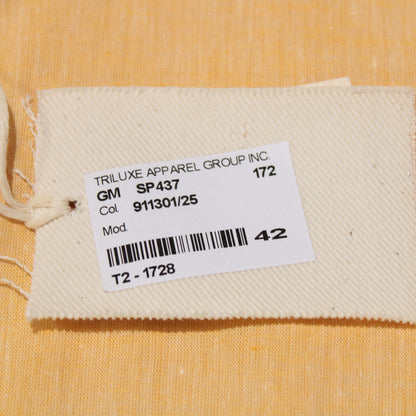 TRILUXE APPAREL GROUP INC.
GM SP437 172
Col. 911301/25
Mod.
42
T2 - 1728